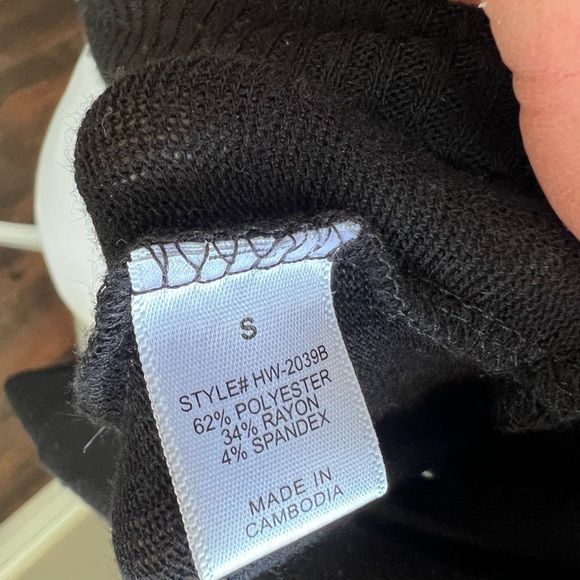 S
STYLE# HW-2039B
62% POLYESTER
34% RAYON
4% SPANDEX
MADE IN
CAMBODIA